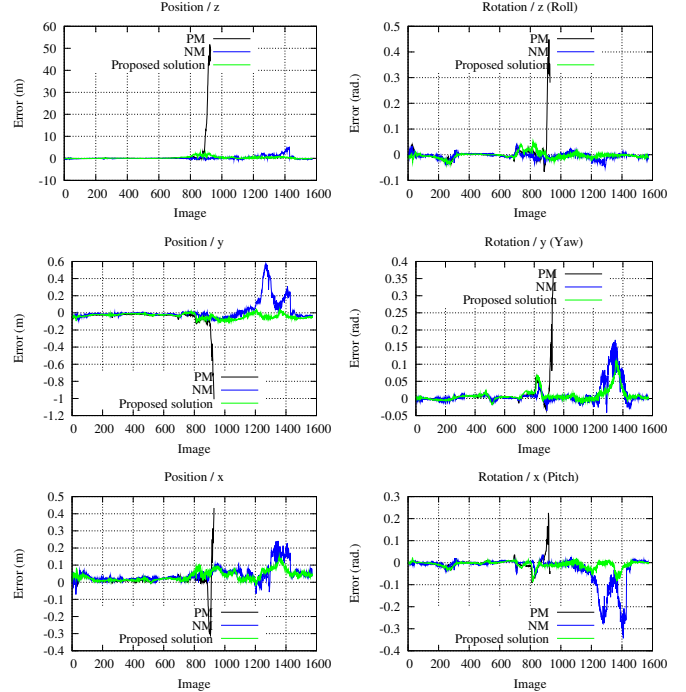 Position / z
60
50
40
30
20
10
0
-10
Error (m)
PM
NM
Proposed solution
0 200 400 600 800 1000 1200 1400 1600
Image
Rotation / z (Roll)
0.5
0.4
0.3
0.2
0.1
0
-0.1
Error (rad.)
PM
NM
Proposed solution
0 200 400 600 800 1000 1200 1400 1600
Image
Position / y
0.6
0.4
0.2
0
-0.2
-0.4
-0.6
-0.8
-1
-1.2
Error (m)
PM
NM
Proposed solution
0 200 400 600 800 1000 1200 1400 1600
Image
Rotation / y (Yaw)
0.4
0.35
0.3
0.25
0.2
0.15
0.1
0.05
0
-0.05
Error (rad.)
PM
NM
Proposed solution
0 200 400 600 800 1000 1200 1400 1600
Image
Position / x
0.5
0.4
0.3
0.2
0.1
0
-0.1
-0.2
-0.3
-0.4
Error (m)
PM
NM
Proposed solution
0 200 400 600 800 1000 1200 1400 1600
Image
Rotation / x (Pitch)
0.3
0.2
0.1
0
-0.1
-0.2
-0.3
-0.4
Error (rad.)
PM
NM
Proposed solution
0 200 400 600 800 1000 1200 1400 1600
Image